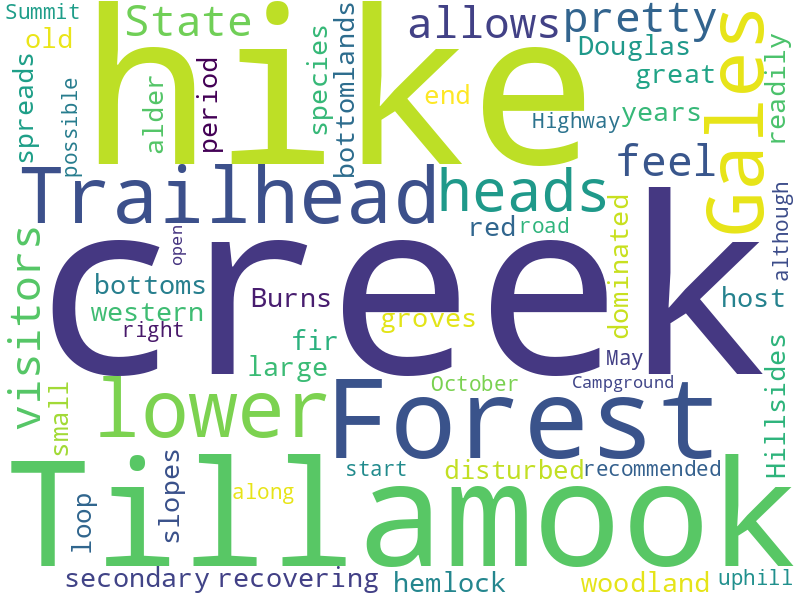 Summit
State
hike
allows
pretty
old
Douglas
Gales
spreads
possible
alder
period
species
bottomlands
end
great
Highway
years
readily
feel
Trailhead
heads
red
road
although
open
creek
visitors
bottoms
western
right
Burns
groves
fir
large
dominated
host
May
October
Campground
small
lower
Forest
Hillsides
Tillamook
start
disturbed
recommended
along
loop
slopes
secondary
recovering
hemlock
woodland
uphill